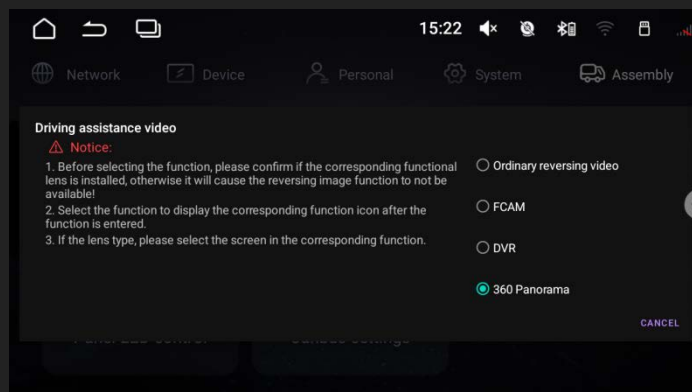 15:22
Network Device Personal System Assembly
Driving assistance video
Notice:
1. Before selecting the function, please confirm if the corresponding functional
lens is installed, otherwise it will cause the reversing image function to not be
available!
2. Select the function to display the corresponding function icon after the
function is entered.
3. If the lens type, please select the screen in the corresponding function.
Ordinary reversing video
FCAM
DVR
360 Panorama
CANCEL